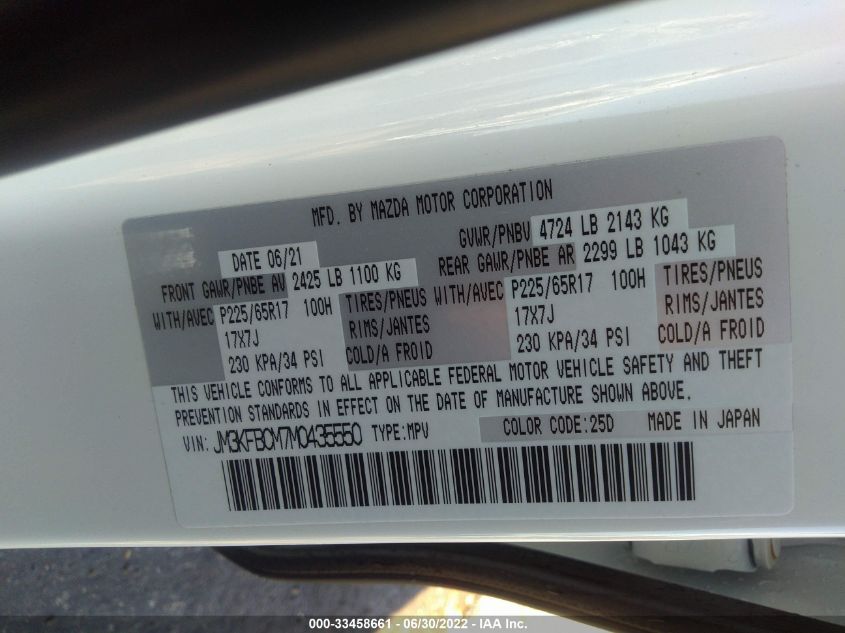 MFD. BY MAZDA MOTOR CORPORATION
DATE 06/21 GVWR/PNBV 4724 LB 2143 KG
FRONT GAWR/PNBE AV 2425 LB 1100 KG REAR GAWR/PNBE AR 2299 LB 1043 KG
WITH/AVEC P225/65R17 100H TIRES/PNEUS WITH/AVEC P225/65R17 100H TIRES/PNEUS
17X7J RIMS/JANTES 17X7J RIMS/JANTES
230 KPA/34 PSI COLD/A FROID 230 KPA/34 PSI COLD/A FROID
THIS VEHICLE CONFORMS TO ALL APPLICABLE FEDERAL MOTOR VEHICLE SAFETY AND THEFT
PREVENTION STANDARDS IN EFFECT ON THE DATE OF MANUFACTURE SHOWN ABOVE.
VIN: JM3KFBCM7M0435550 TYPE:MPV COLOR CODE:25D MADE IN JAPAN
000-33458661 - 06/30/2022 - IAA Inc.